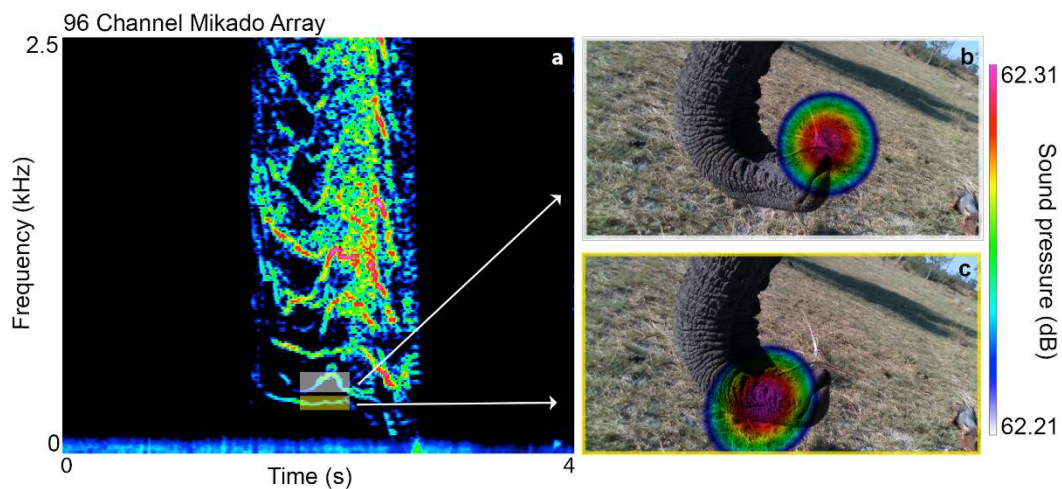 96 Channel Mikado Array
2.5
a
b
62.31
Frequency (kHz)
Sound pressure (dB)
c
0
62.21
0
4
Time (s)